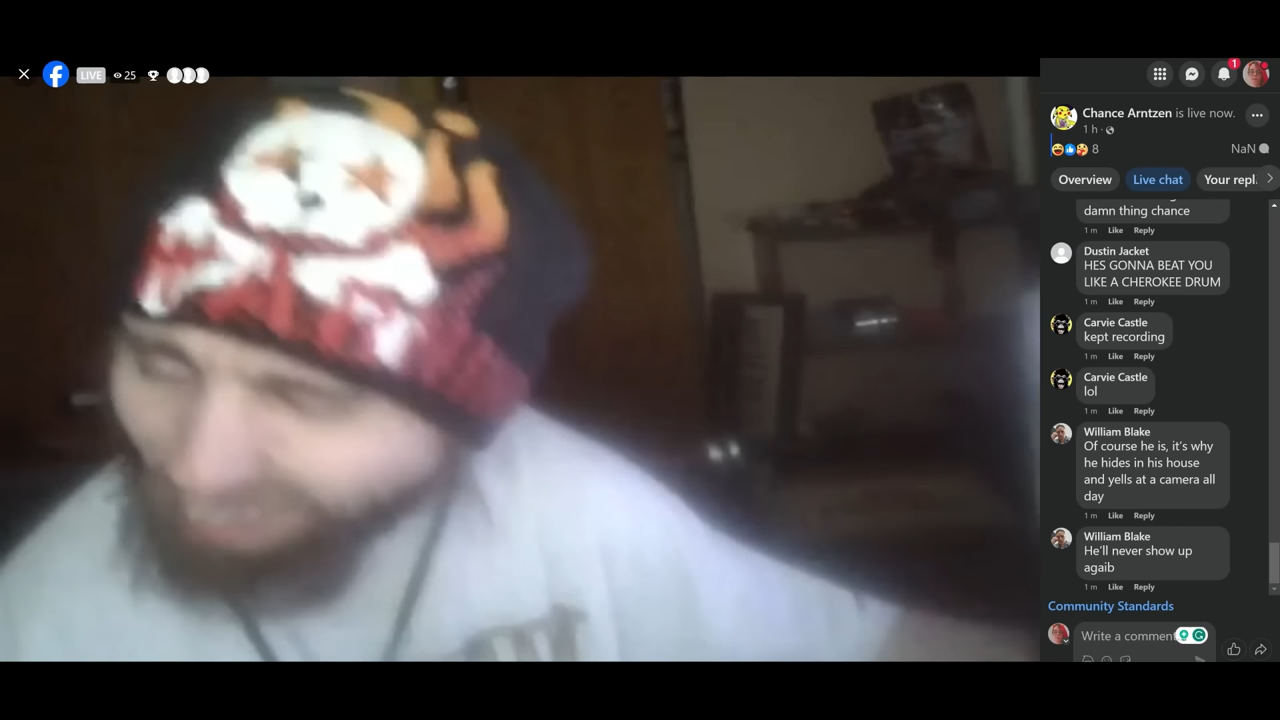 LIVE
25
1
Chance Arntzen is live now.
1 h ·
8
NaN
Overview
Live chat
Your repl
damn thing chance
1 m Like Reply
Dustin Jacket
HES GONNA BEAT YOU
LIKE A CHEROKEE DRUM
1 m Like Reply
Carvie Castle
kept recording
1 m Like Reply
Carvie Castle
lol
1 m Like Reply
William Blake
Of course he is, it's why
he hides in his house
and yells at a camera all
day
1 m Like Reply
William Blake
He'll never show up
agaib
1 m Like Reply
Community Standards
Write a comment